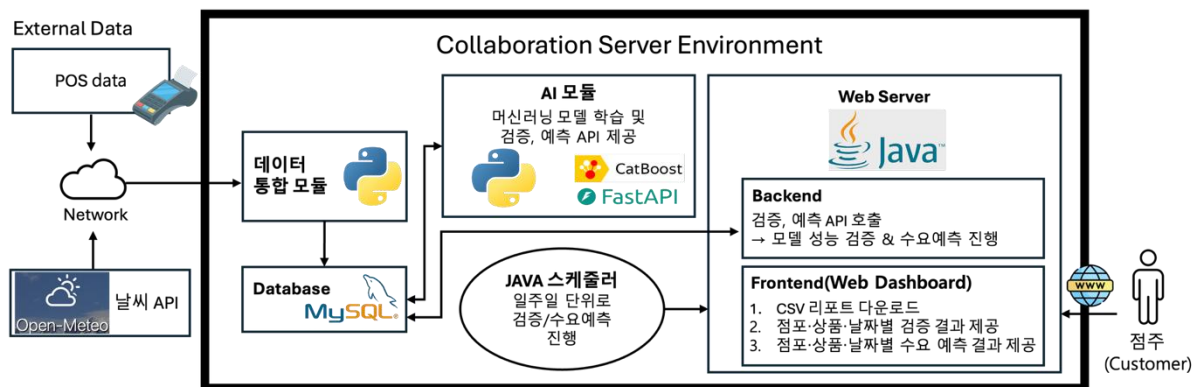 External Data
POS data
Network
Open-Meteo
날씨 API
Collaboration Server Environment
데이터
통합 모듈
Database
MySQL®
AI 모듈
머신러닝 모델 학습 및
검증, 예측 API 제공
CatBoost
FastAPI
JAVA 스케줄러
일주일 단위로
검증/수요예측
진행
Web Server
Java™
Backend
검증, 예측 API 호출
→ 모델 성능 검증 & 수요예측 진행
Frontend(Web Dashboard)
1. CSV 리포트 다운로드
2. 점포·상품·날짜별 검증 결과 제공
3. 점포·상품·날짜별 수요 예측 결과 제공
WWW
점주
(Customer)